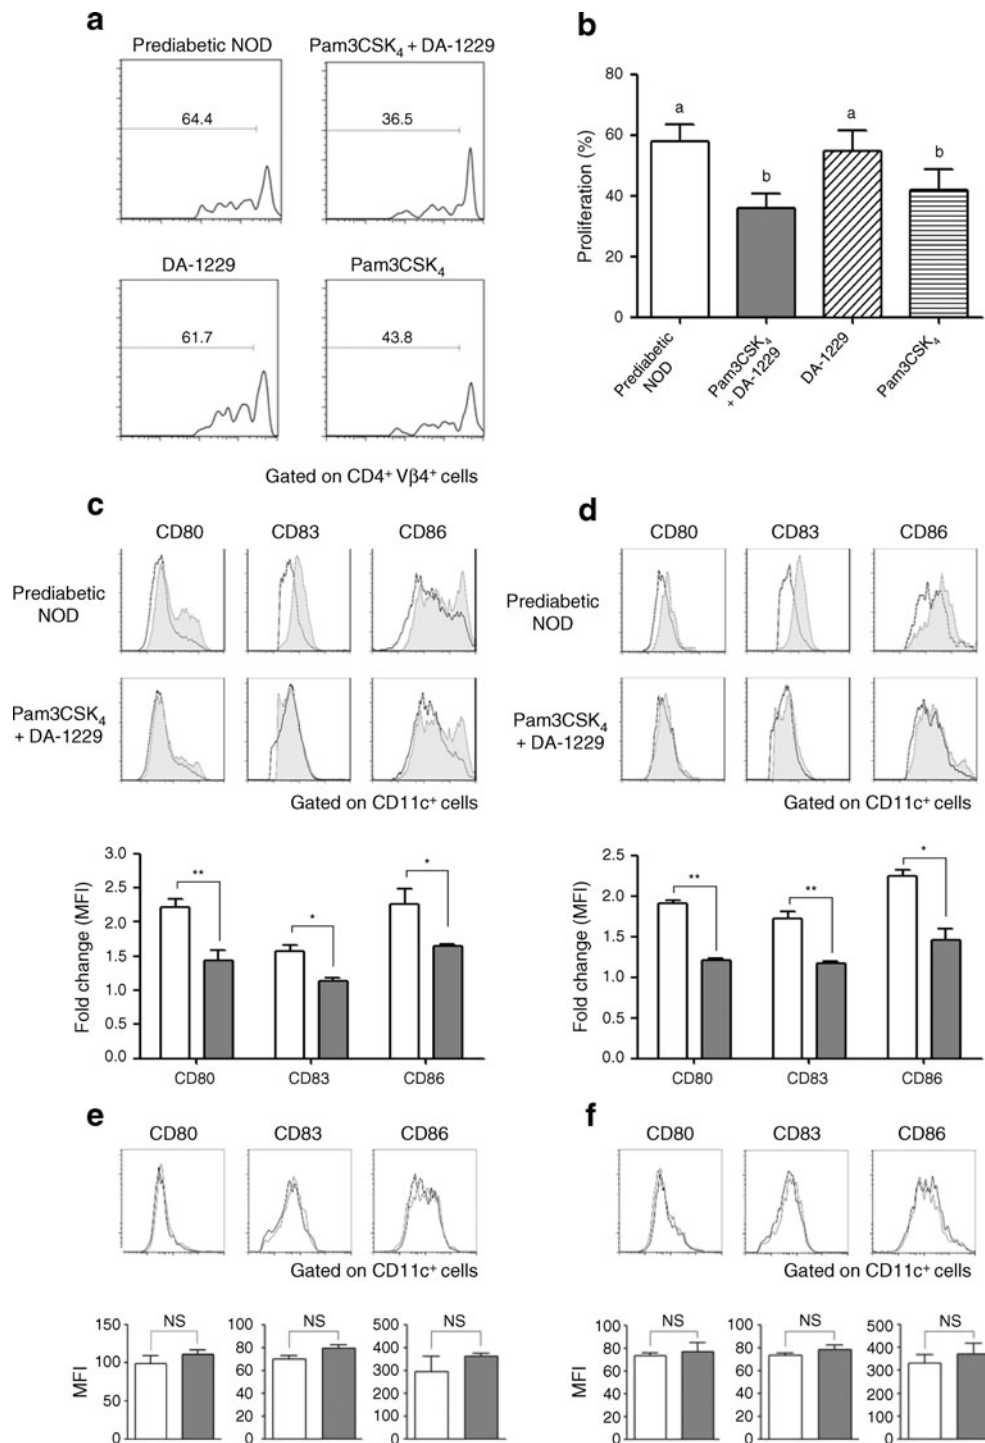 a
Prediabetic NOD
Pam3CSK4 + DA-1229
64.4
36.5
DA-1229
Pam3CSK4
61.7
43.8
Gated on CD4+ Vβ4+ cells
b
Proliferation (%)
80
60
40
20
0
a
b
a
b
Prediabetic
NOD
Pam3CSK4
+ DA-1229
DA-1229
Pam3CSK4
c
CD80
CD83
CD86
Prediabetic
NOD
Pam3CSK4
+ DA-1229
Gated on CD11c+ cells
Fold change (MFI)
3.0
2.5
2.0
1.5
1.0
0.5
0.0
**
*
*
CD80
CD83
CD86
d
CD80
CD83
CD86
Prediabetic
NOD
Pam3CSK4
+ DA-1229
Gated on CD11c+ cells
Fold change (MFI)
2.5
2.0
1.5
1.0
0.5
0.0
**
**
*
CD80
CD83
CD86
e
CD80
CD83
CD86
Gated on CD11c+ cells
MFI
150
100
50
0
NS
100
80
60
40
20
0
NS
500
400
300
200
100
0
NS
f
CD80
CD83
CD86
Gated on CD11c+ cells
MFI
100
80
60
40
20
0
NS
100
80
60
40
20
0
NS
500
400
300
200
100
0
NS